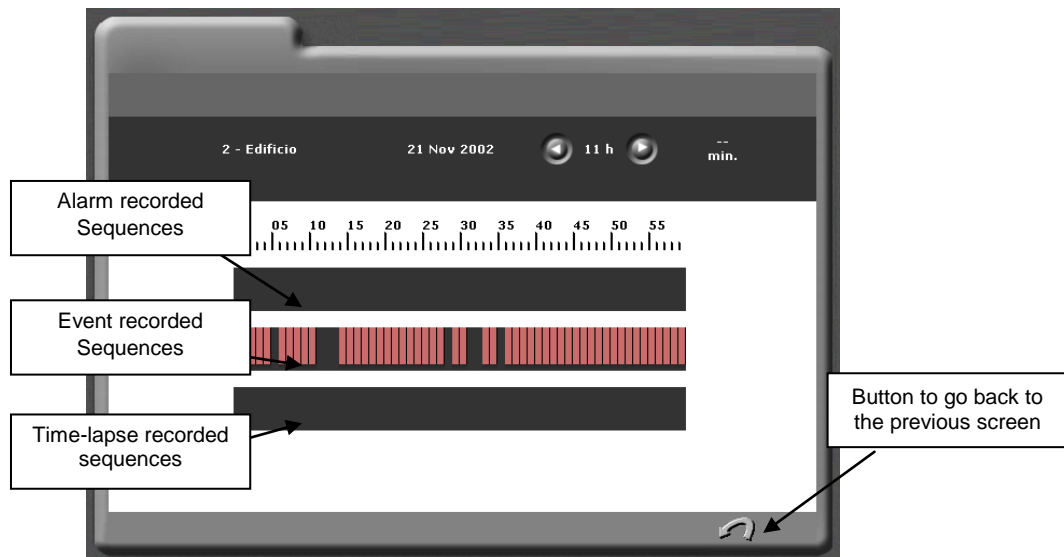 2 - Edificio 21 Nov 2002 11 h -- min.
Alarm recorded
Sequences
05 10 15 20 25 30 35 40 45 50 55
Event recorded
Sequences
Time-lapse recorded
sequences
Button to go back to
the previous screen